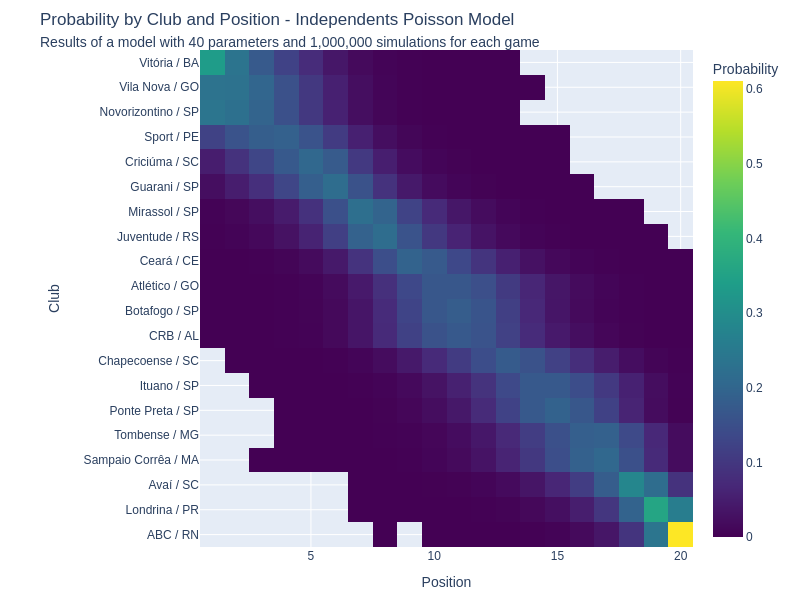 Probability by Club and Position - Independents Poisson Model
Results of a model with 40 parameters and 1,000,000 simulations for each game
Probability
Vitória / BA
Vila Nova / GO
Novorizontino / SP
Sport / PE
Criciúma / SC
Guarani / SP
Mirassol / SP
Juventude / RS
Ceará / CE
Atlético / GO
Botafogo / SP
CRB / AL
Chapecoense / SC
Ituano / SP
Ponte Preta / SP
Tombense / MG
Sampaio Corrêa / MA
Avaí / SC
Londrina / PR
ABC / RN
Club
5
10
15
20
Position
0.6
0.5
0.4
0.3
0.2
0.1
0